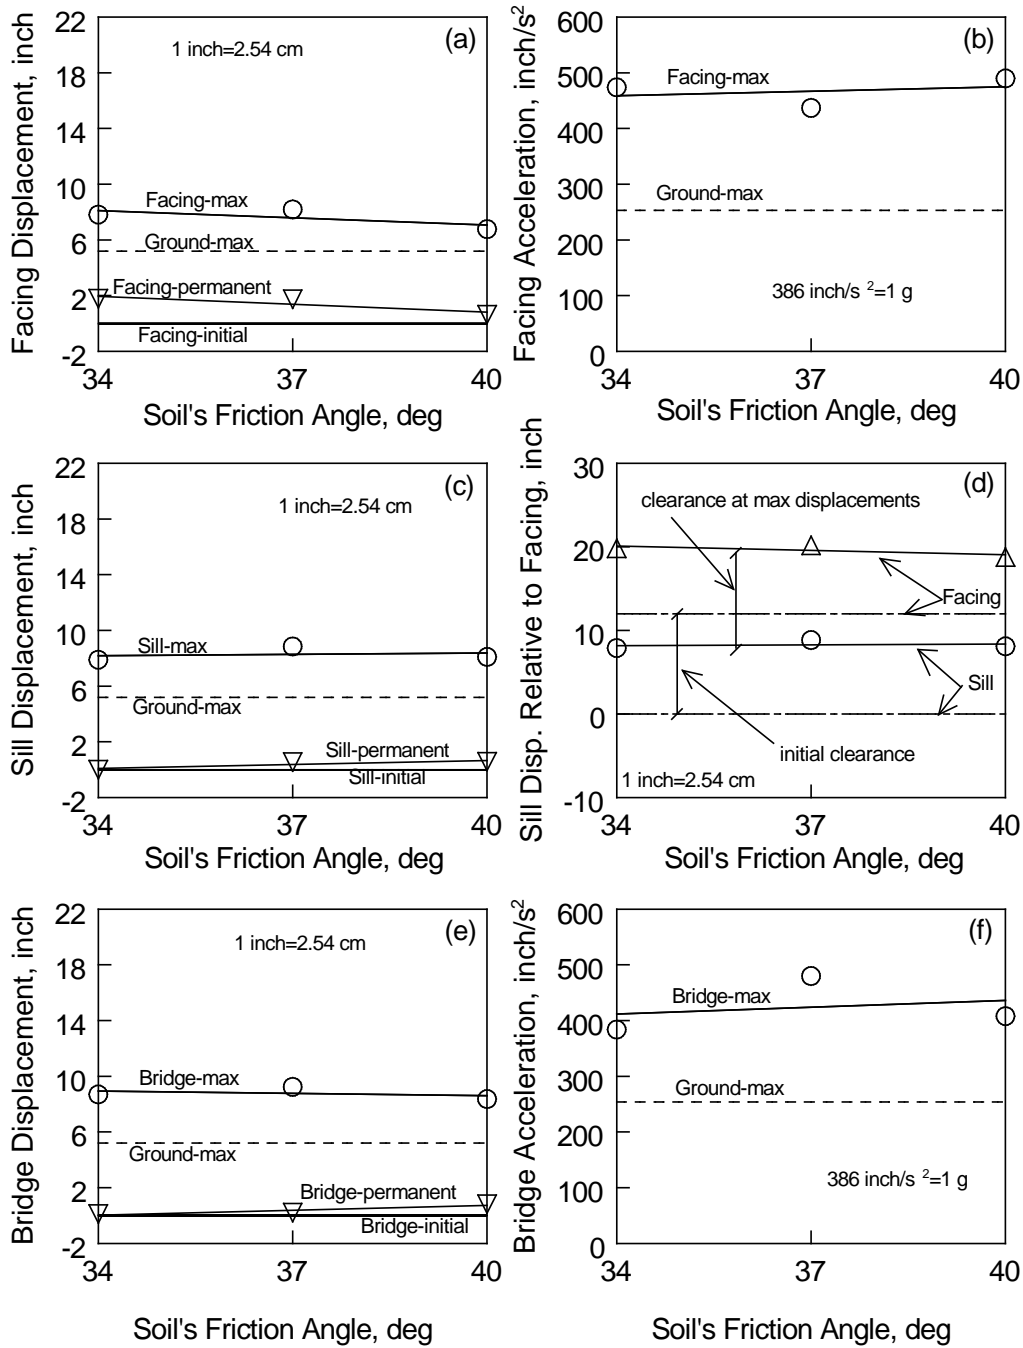 Facing Displacement, inch
22
18
14
10
6
2
-2
(a)
1 inch=2.54 cm
Facing-max
Ground-max
Facing-permanent
Facing-initial
34
37
40
Soil's Friction Angle, deg
Facing Acceleration, inch/s²
600
500
400
300
200
100
0
(b)
Facing-max
Ground-max
386 inch/s ²=1 g
34
37
40
Soil's Friction Angle, deg
Sill Displacement, inch
22
18
14
10
6
2
-2
(c)
1 inch=2.54 cm
Sill-max
Ground-max
Sill-permanent
Sill-initial
34
37
40
Soil's Friction Angle, deg
Sill Disp. Relative to Facing, inch
30
20
10
0
-10
(d)
clearance at max displacements
Facing
Sill
initial clearance
1 inch=2.54 cm
34
37
40
Soil's Friction Angle, deg
Bridge Displacement, inch
22
18
14
10
6
2
-2
(e)
1 inch=2.54 cm
Bridge-max
Ground-max
Bridge-permanent
Bridge-initial
34
37
40
Soil's Friction Angle, deg
Bridge Acceleration, inch/s²
600
500
400
300
200
100
0
(f)
Bridge-max
Ground-max
386 inch/s ²=1 g
34
37
40
Soil's Friction Angle, deg